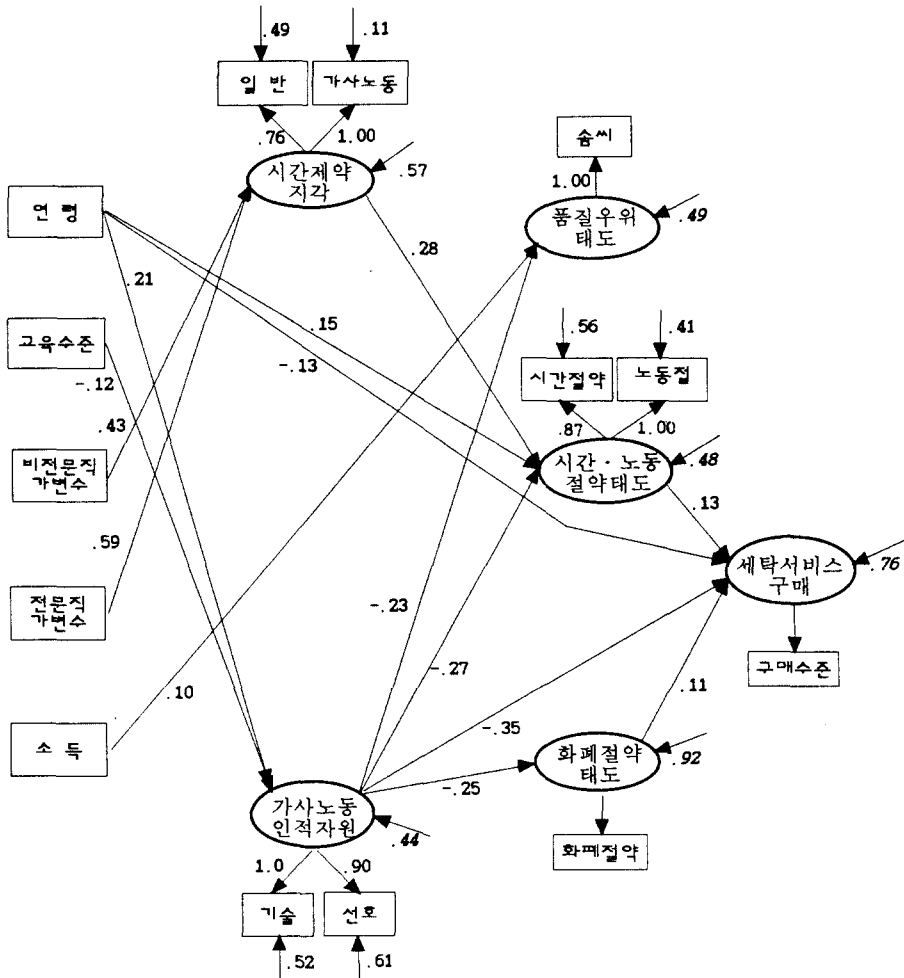 .49
.11
일 반
가사노동
.76
1.00
시간제약
지각
.57
솜씨
1.00
품질우위
태도
.49
연 령
.21
.28
.15
-.13
교육수준
-.12
.43
.56
.41
시간절약
노동절
.87
1.00
시간·노동
절약태도
.48
.13
비전문직
가변수
.59
세탁서비스
구매
.76
전문직
가변수
-.23
-.27
구매수준
.10
.11
-.35
소 득
화폐절약
태도
.92
-.25
가사노동
인적자원
.44
화폐절약
1.0
.90
기술
선호
.52
.61